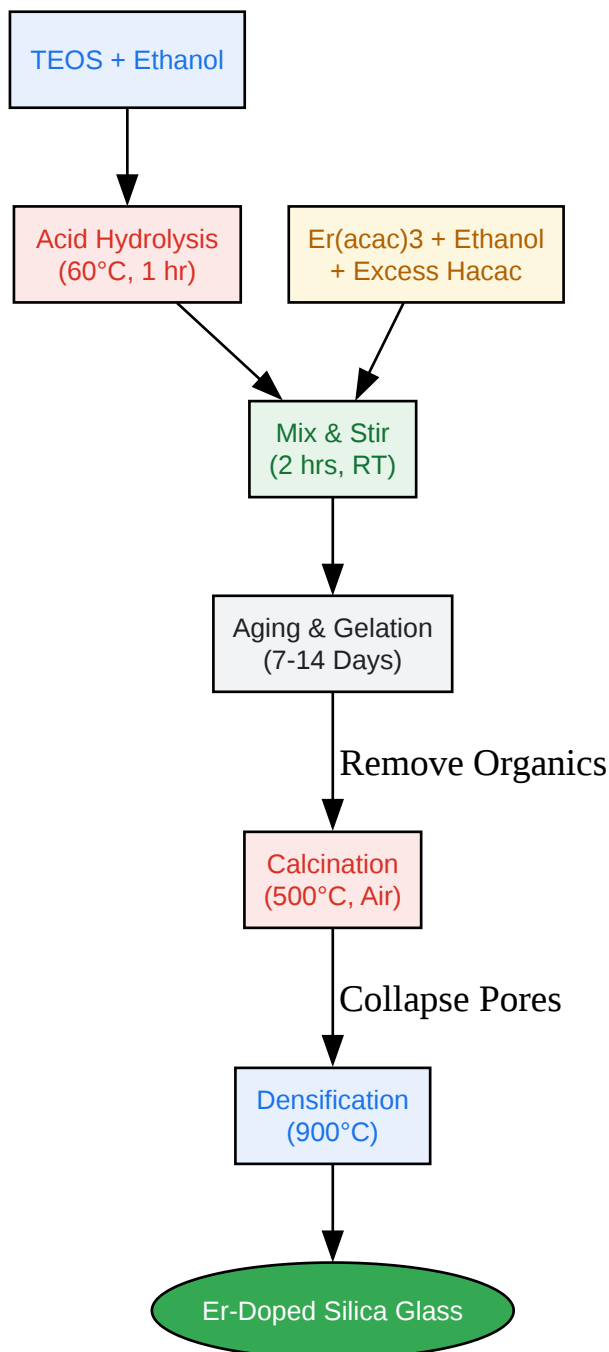 TEOS + Ethanol
Acid Hydrolysis
(60°C, 1 hr)
Er(acac)3 + Ethanol
+ Excess Hacac
Mix & Stir
(2 hrs, RT)
Aging & Gelation
(7-14 Days)
Remove Organics
Calcination
(500°C, Air)
Collapse Pores
Densification
(900°C)
Er-Doped Silica Glass